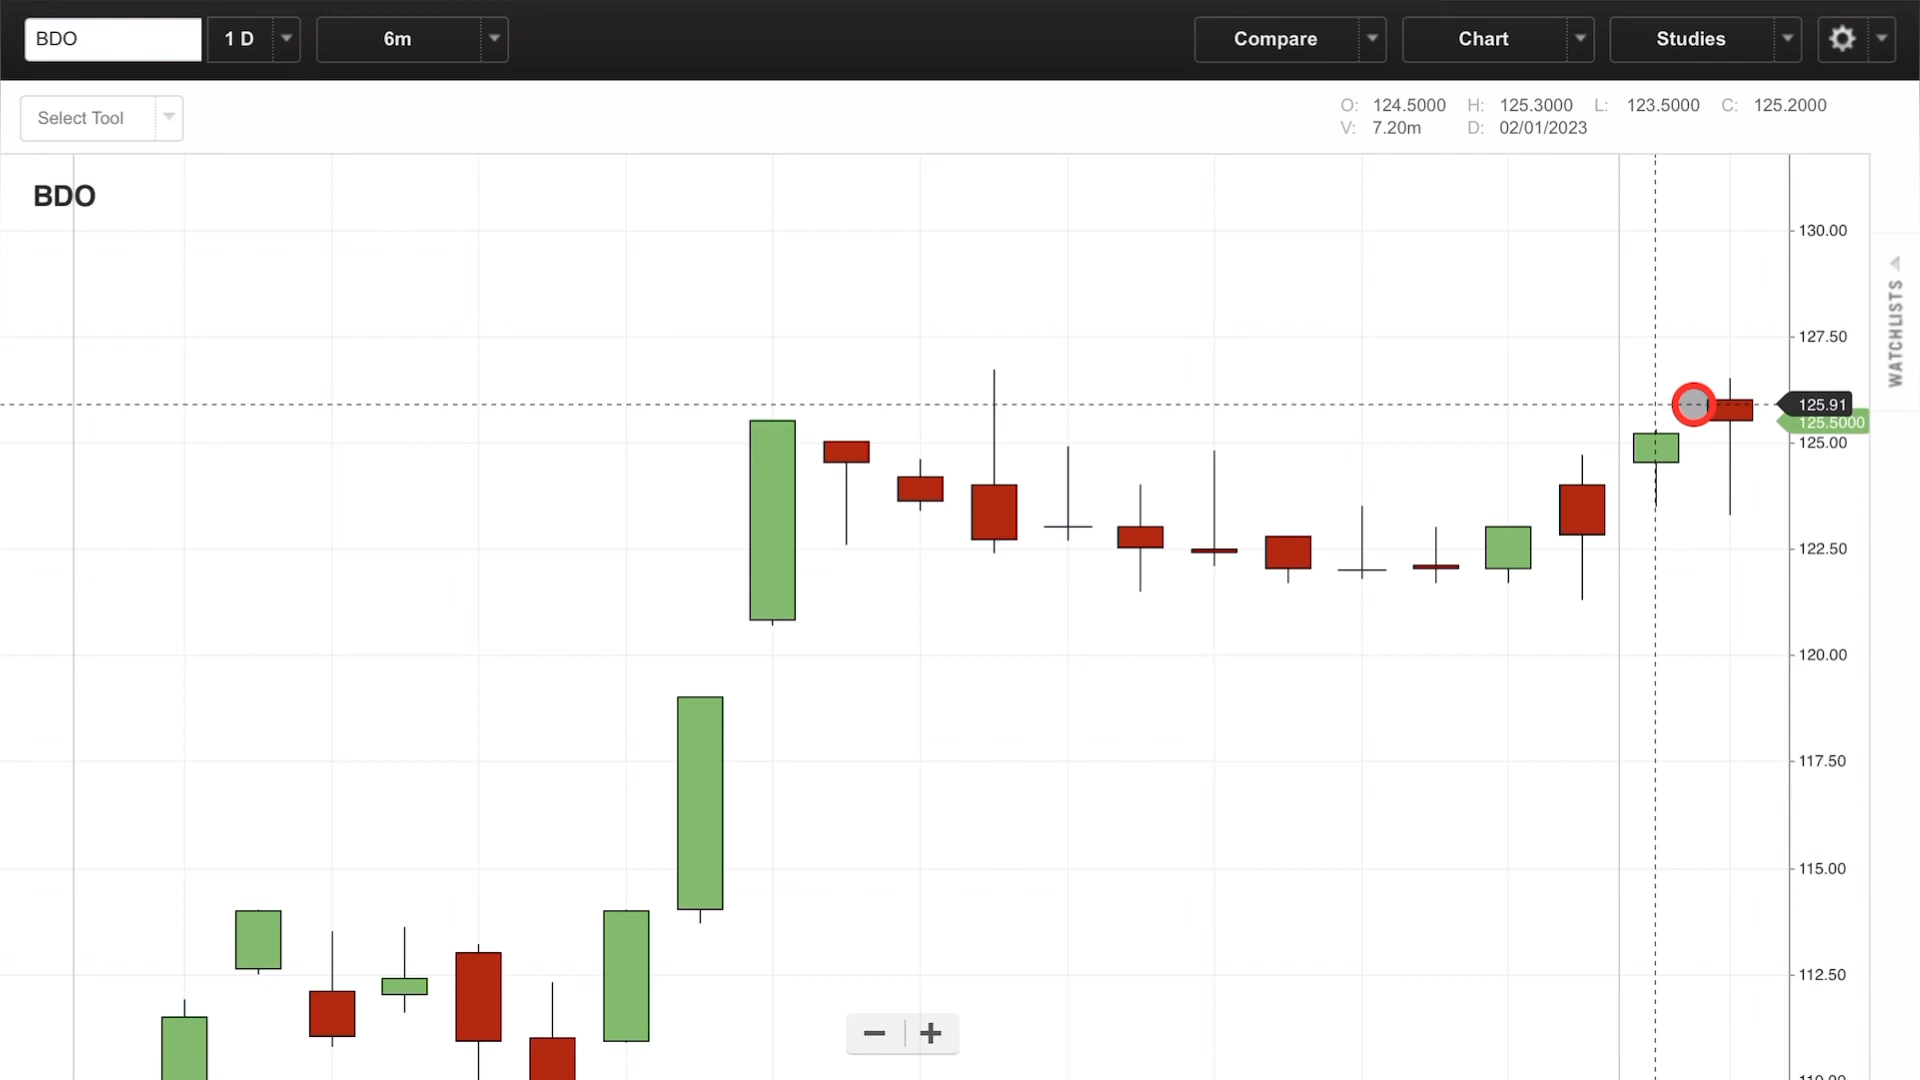 BDO 1 D 6m Compare Chart Studies
Select Tool
O: 124.5000 H: 125.3000 L: 123.5000 C: 125.2000
V: 7.20m D: 02/01/2023
BDO
130.00
127.50
125.91
125.5000
125.00
122.50
120.00
117.50
115.00
112.50
110.00
WATCHLISTS